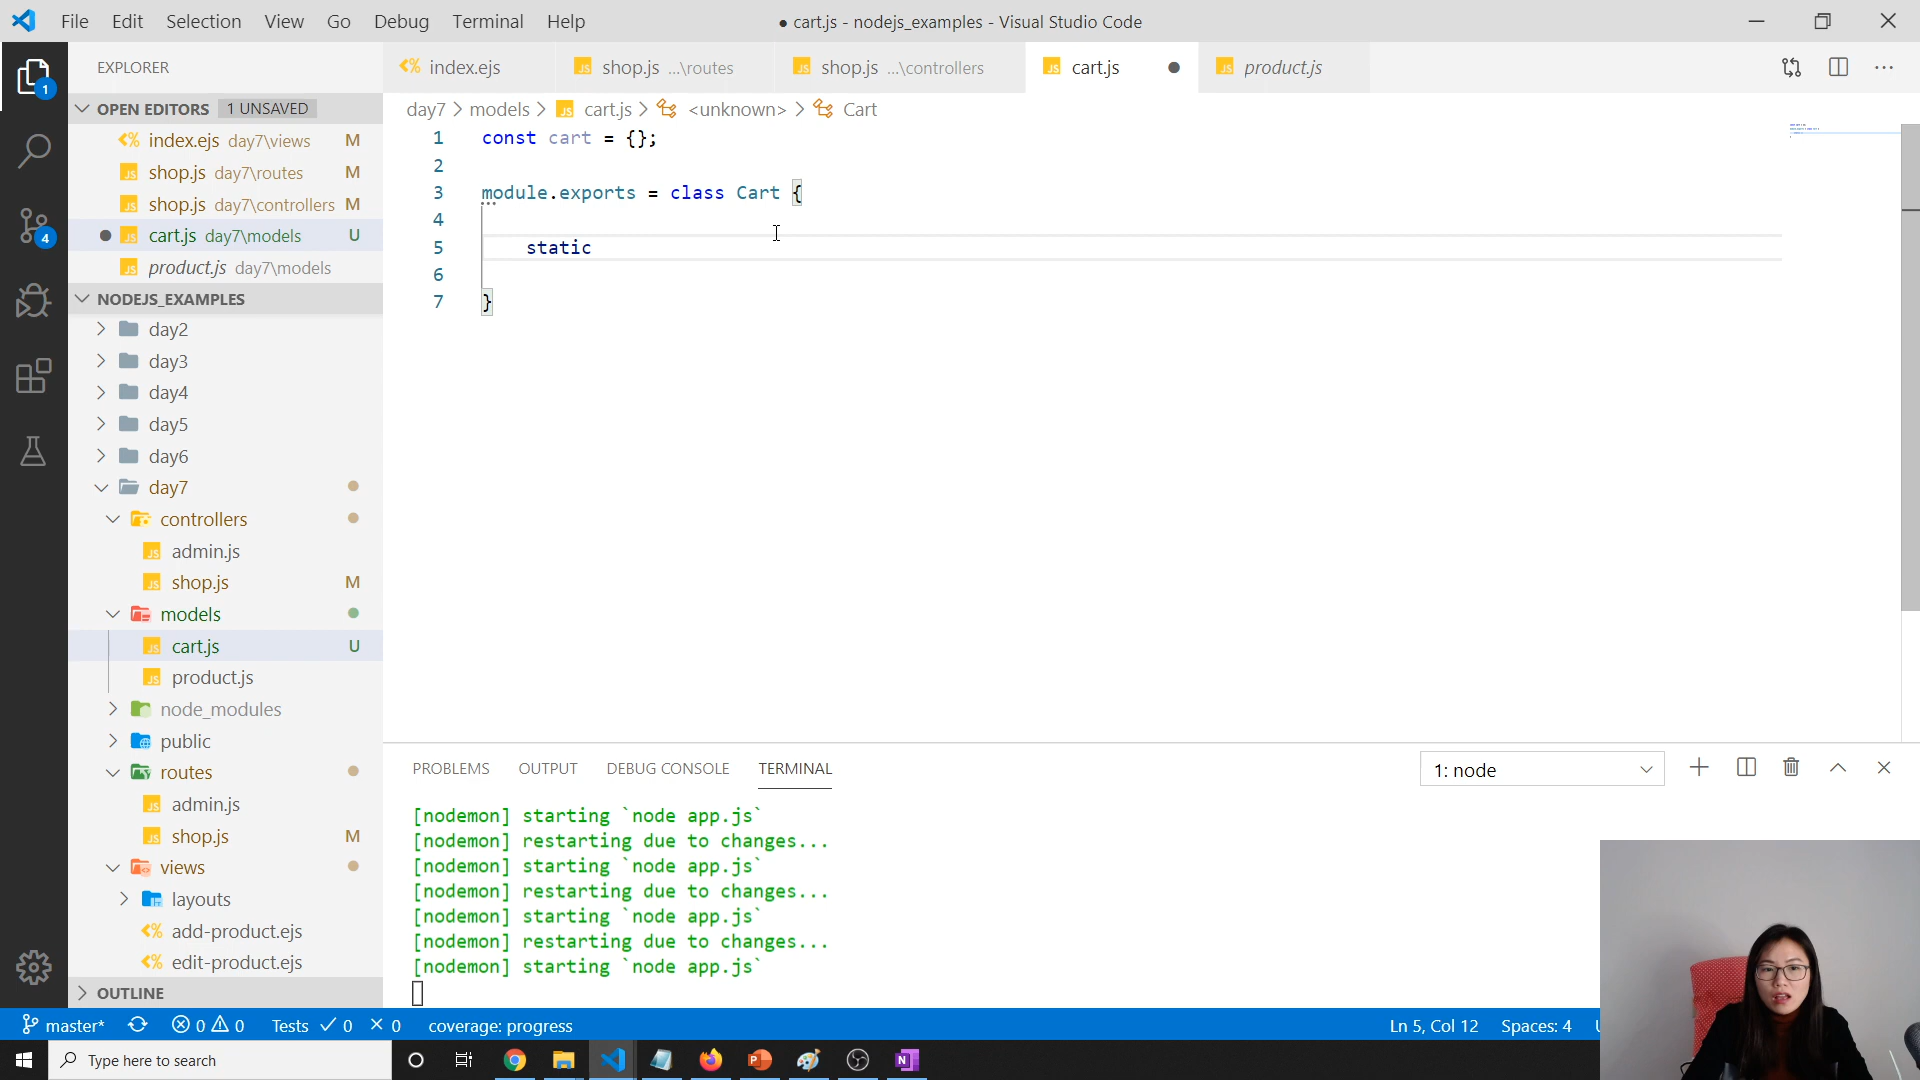 File Edit Selection View Go Debug Terminal Help
● cart.js - nodejs_examples - Visual Studio Code
EXPLORER
index.ejs
shop.js ...\routes
shop.js ...\controllers
cart.js
product.js
OPEN EDITORS 1 UNSAVED
index.ejs day7\views M
shop.js day7\routes M
shop.js day7\controllers M
cart.js day7\models U
product.js day7\models
NODEJS_EXAMPLES
day2
day3
day4
day5
day6
day7
controllers
admin.js
shop.js M
models
cart.js U
product.js
node_modules
public
routes
admin.js
shop.js M
views
layouts
add-product.ejs
edit-product.ejs
OUTLINE
day7 > models > cart.js > <unknown> > Cart
1 const cart = {};
2
3 module.exports = class Cart {
4
5 static
6
7 }
PROBLEMS OUTPUT DEBUG CONSOLE TERMINAL
1: node
[nodemon] starting `node app.js`
[nodemon] restarting due to changes...
[nodemon] starting `node app.js`
[nodemon] restarting due to changes...
[nodemon] starting `node app.js`
[nodemon] restarting due to changes...
[nodemon] starting `node app.js`
1
4
master* 0 0 Tests 0 0 coverage: progress
Ln 5, Col 12 Spaces: 4
Type here to search